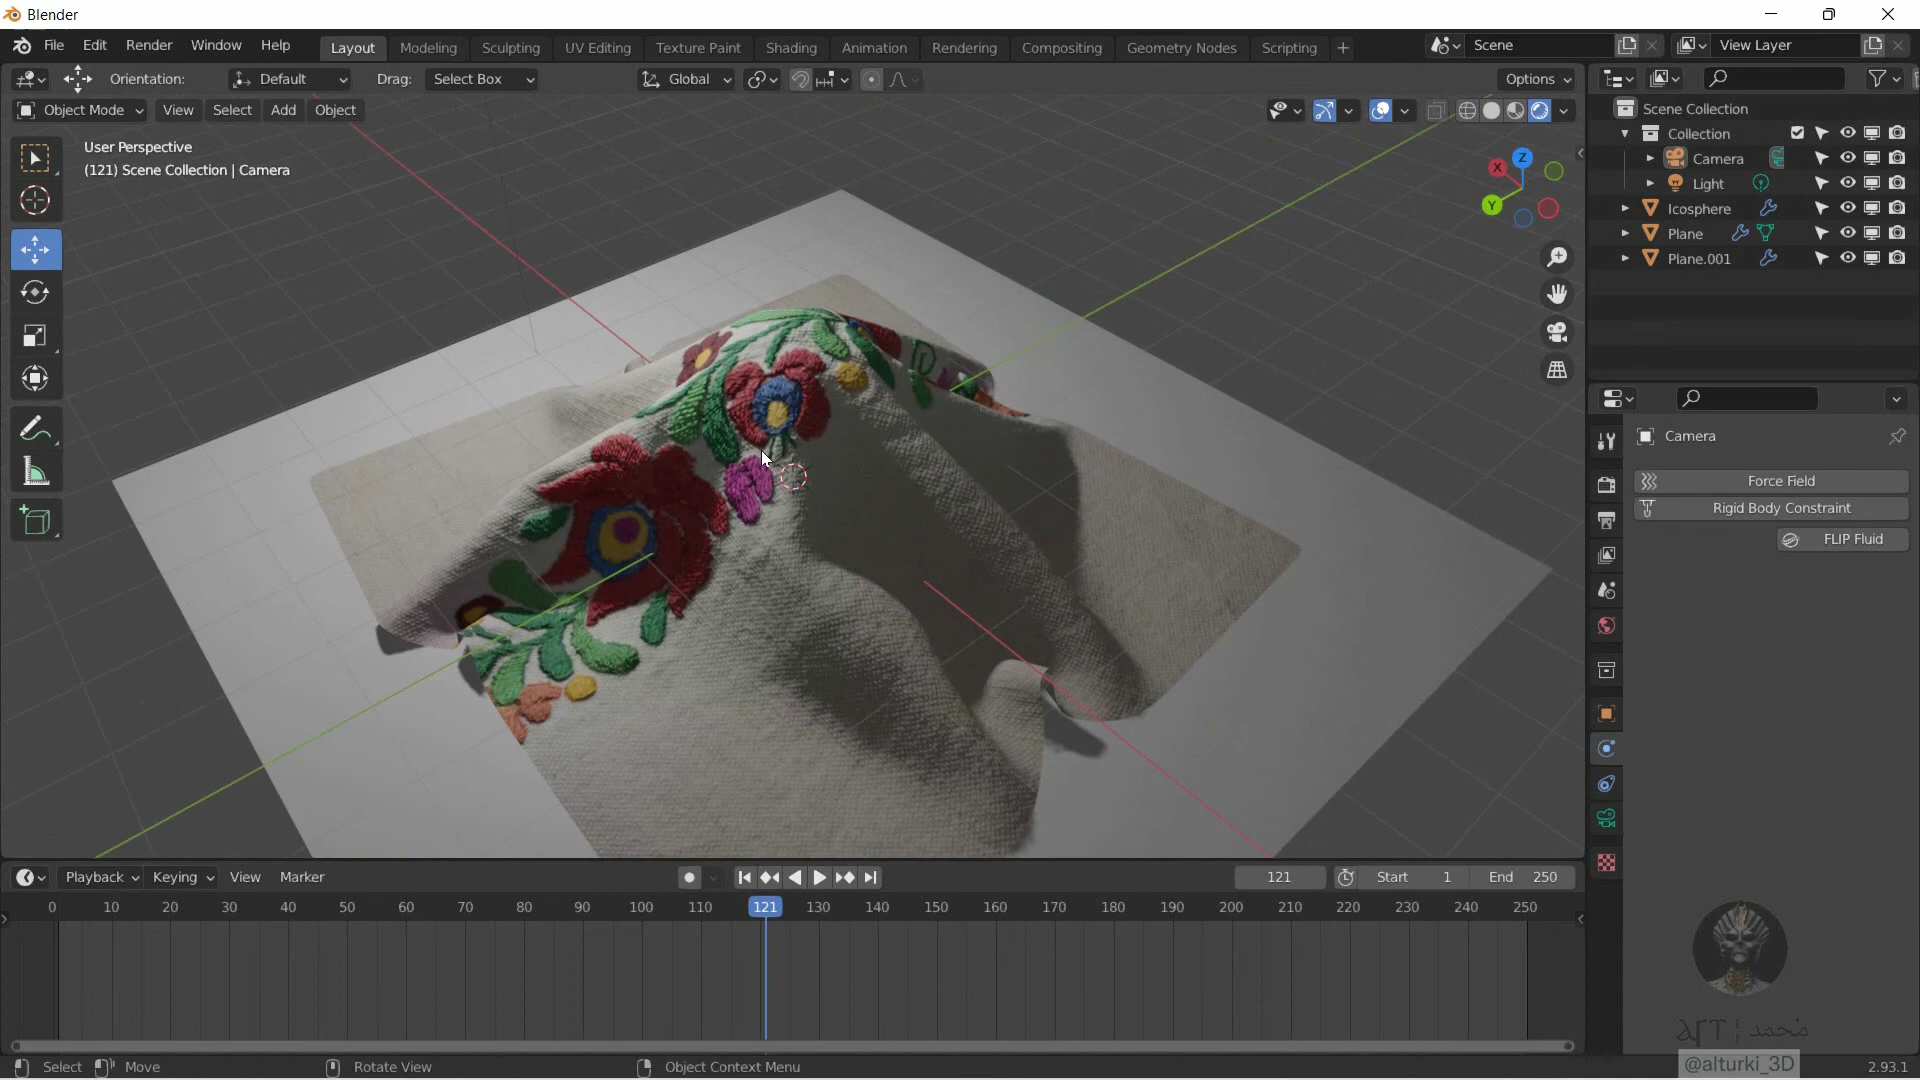 Blender
File Edit Render Window Help Layout Modeling Sculpting UV Editing Texture Paint Shading Animation Rendering Compositing Geometry Nodes Scripting + Scene View Layer
Orientation: Default Drag: Select Box Global Options
Object Mode View Select Add Object
User Perspective
(121) Scene Collection | Camera
X Z Y
Scene Collection
Collection
Camera
Light
Icosphere
Plane
Plane.001
Camera
Force Field
Rigid Body Constraint
FLIP Fluid
Playback Keying View Marker 121 Start 1 End 250
0 10 20 30 40 50 60 70 80 90 100 110 121 130 140 150 160 170 180 190 200 210 220 230 240 250
ART | محمد
@alturki_3D
Select Move Rotate View Object Context Menu 2.93.1